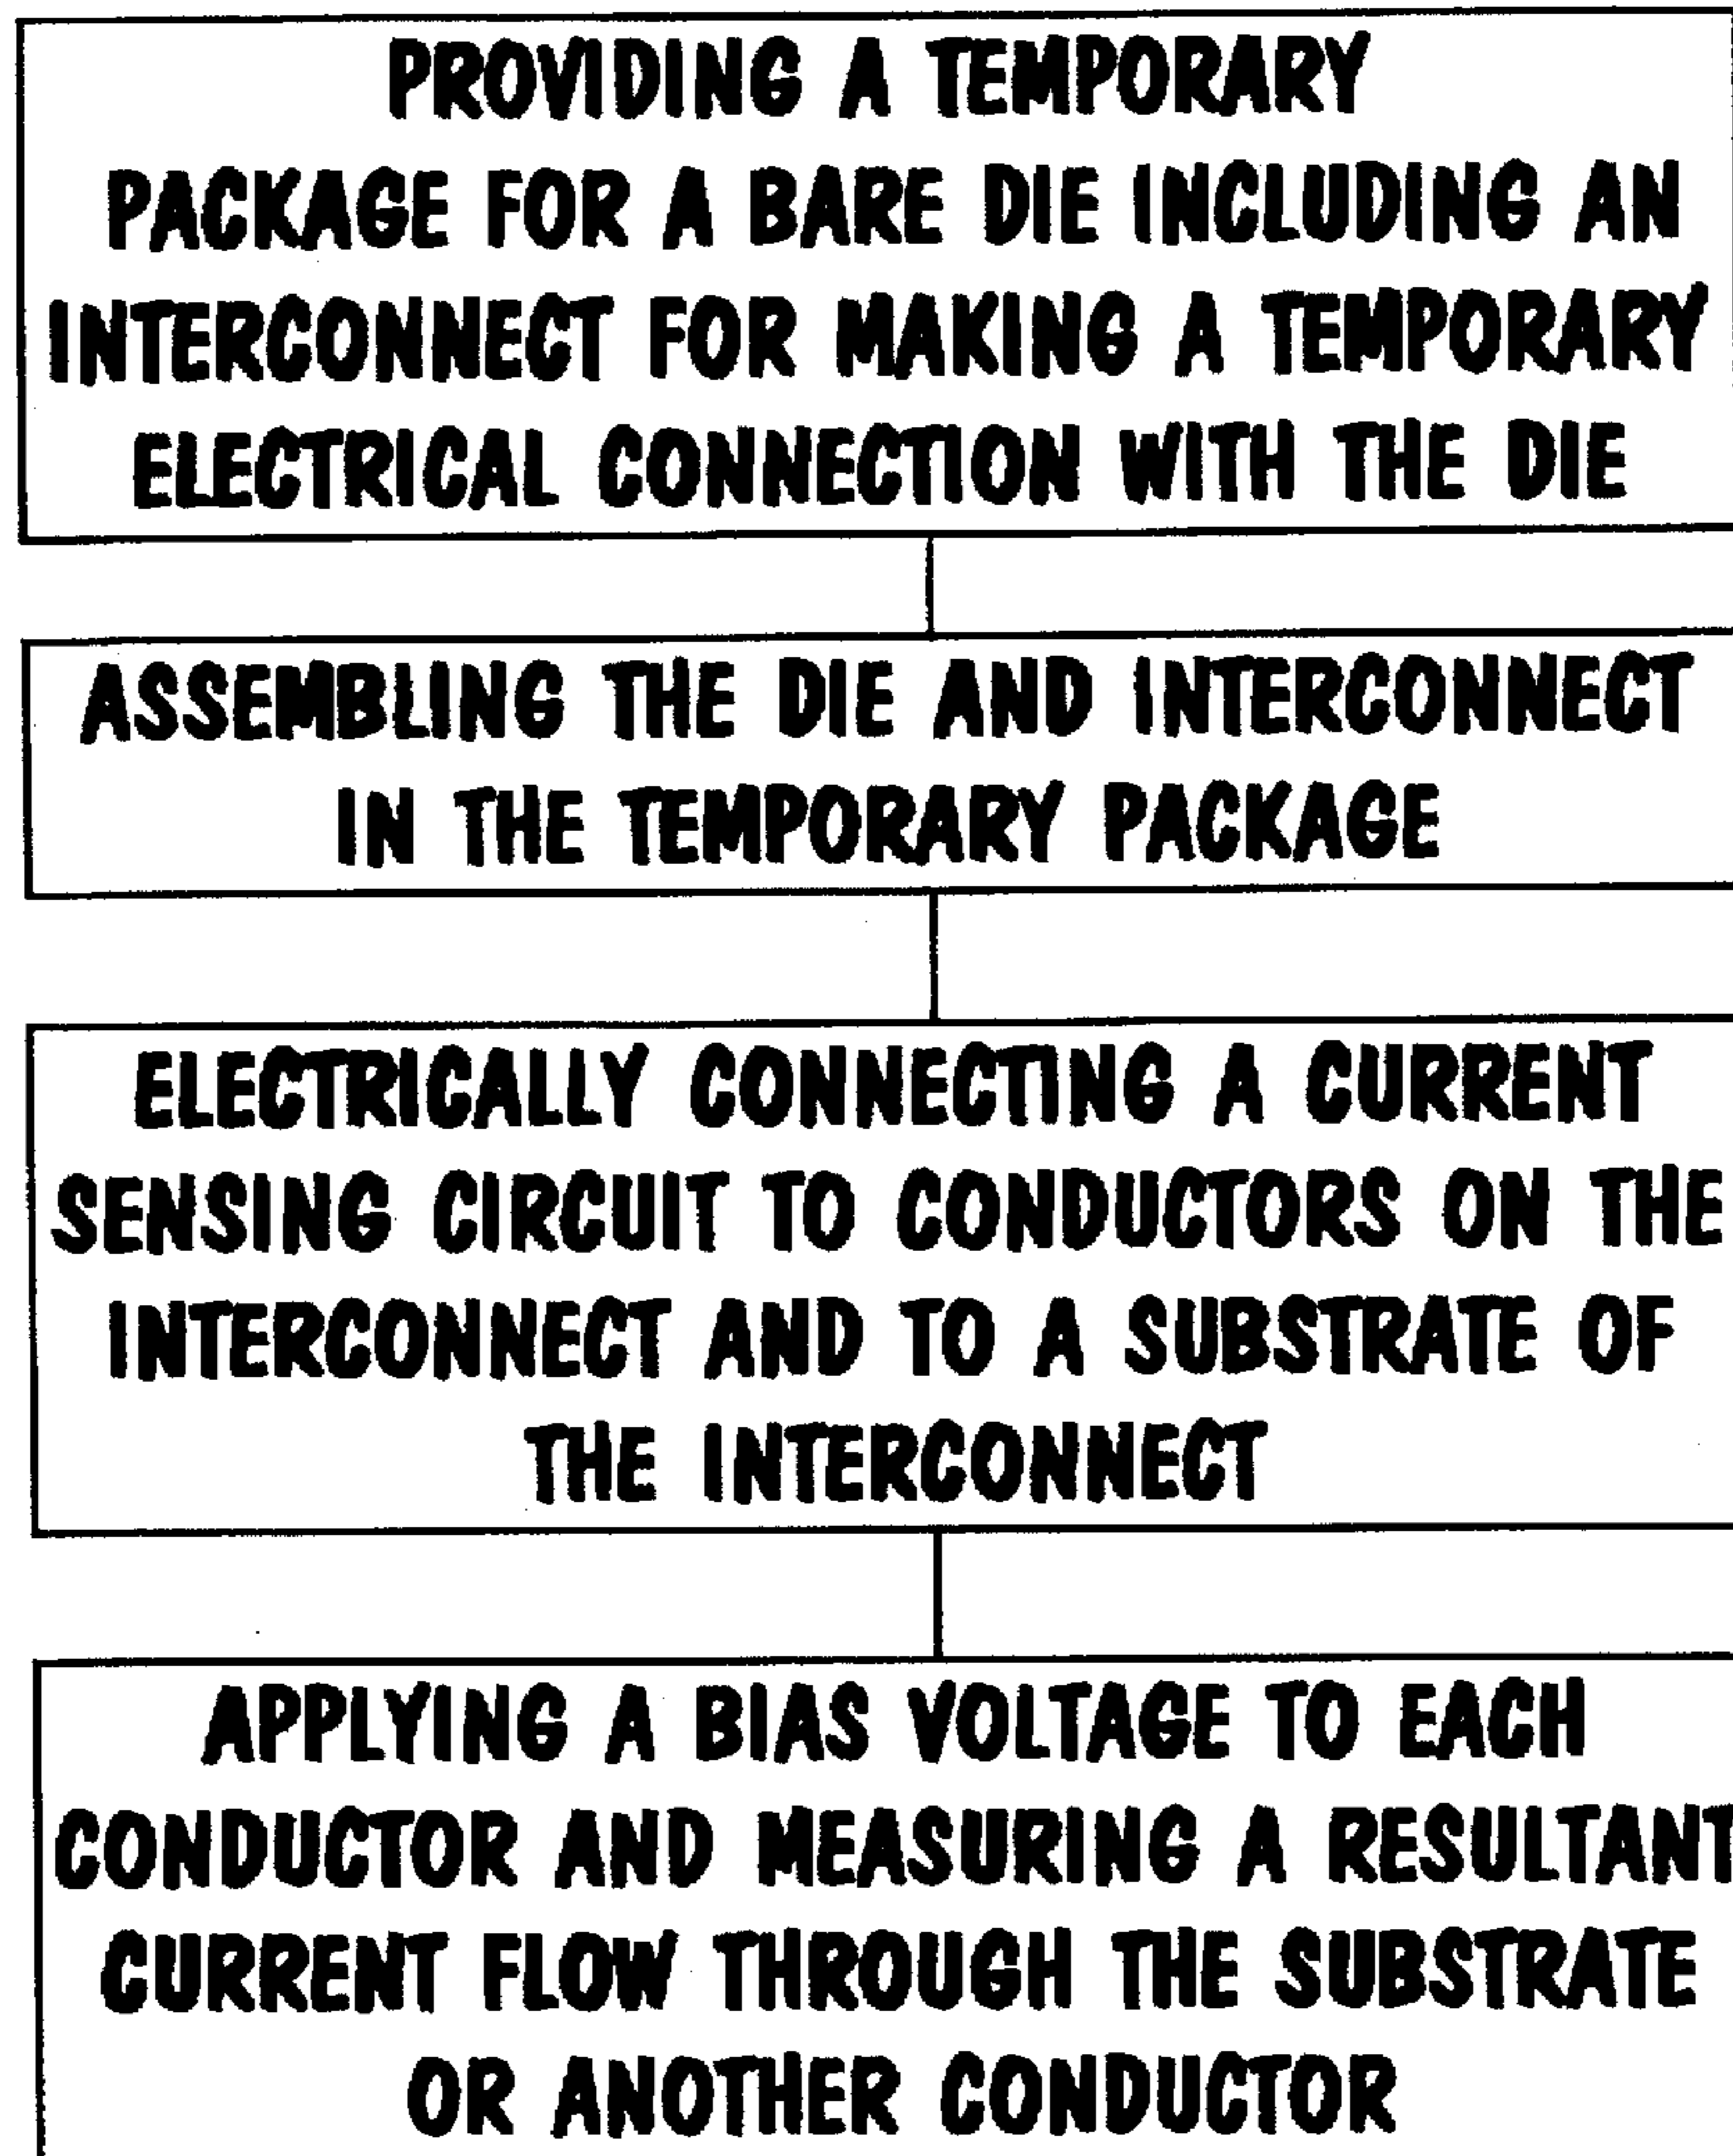 PROVIDING A TEMPORARY
PACKAGE FOR A BARE DIE INCLUDING AN
INTERCONNECT FOR MAKING A TEMPORARY
ELECTRICAL CONNECTION WITH THE DIE
ASSEMBLING THE DIE AND INTERCONNECT
IN THE TEMPORARY PACKAGE
ELECTRICALLY CONNECTING A CURRENT
SENSING CIRCUIT TO CONDUCTORS ON THE
INTERCONNECT AND TO A SUBSTRATE OF
THE INTERCONNECT
APPLYING A BIAS VOLTAGE TO EACH
CONDUCTOR AND MEASURING A RESULTANT
CURRENT FLOW THROUGH THE SUBSTRATE
OR ANOTHER CONDUCTOR